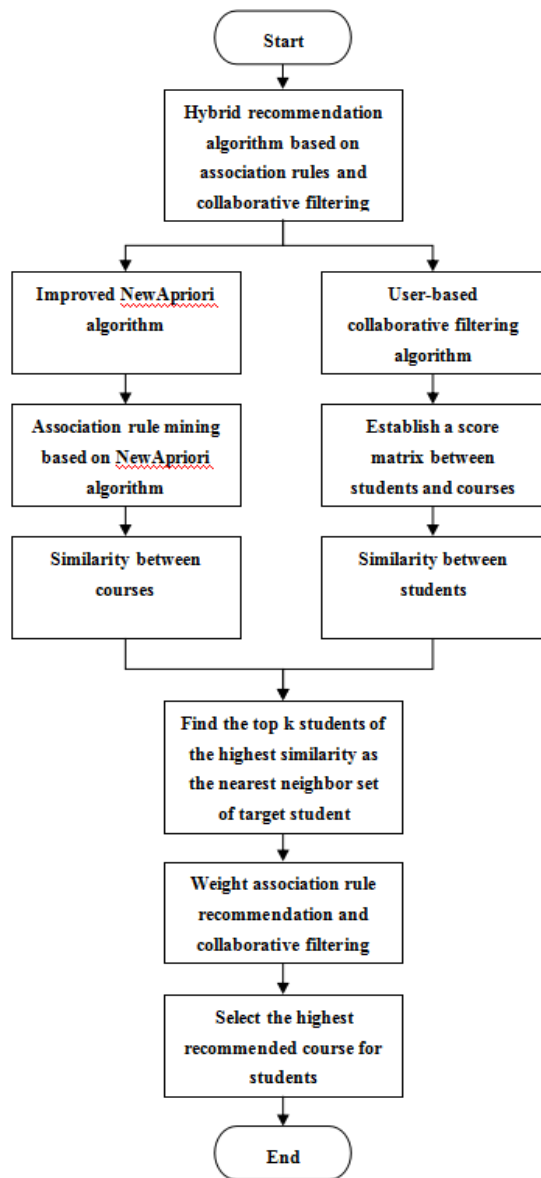 Start
Hybrid recommendation
algorithm based on
association rules and
collaborative filtering
Improved NewApriori
algorithm
User-based
collaborative filtering
algorithm
Association rule mining
based on NewApriori
algorithm
Establish a score
matrix between
students and courses
Similarity between
courses
Similarity between
students
Find the top k students of
the highest similarity as
the nearest neighbor set
of target student
Weight association rule
recommendation and
collaborative filtering
Select the highest
recommended course for
students
End